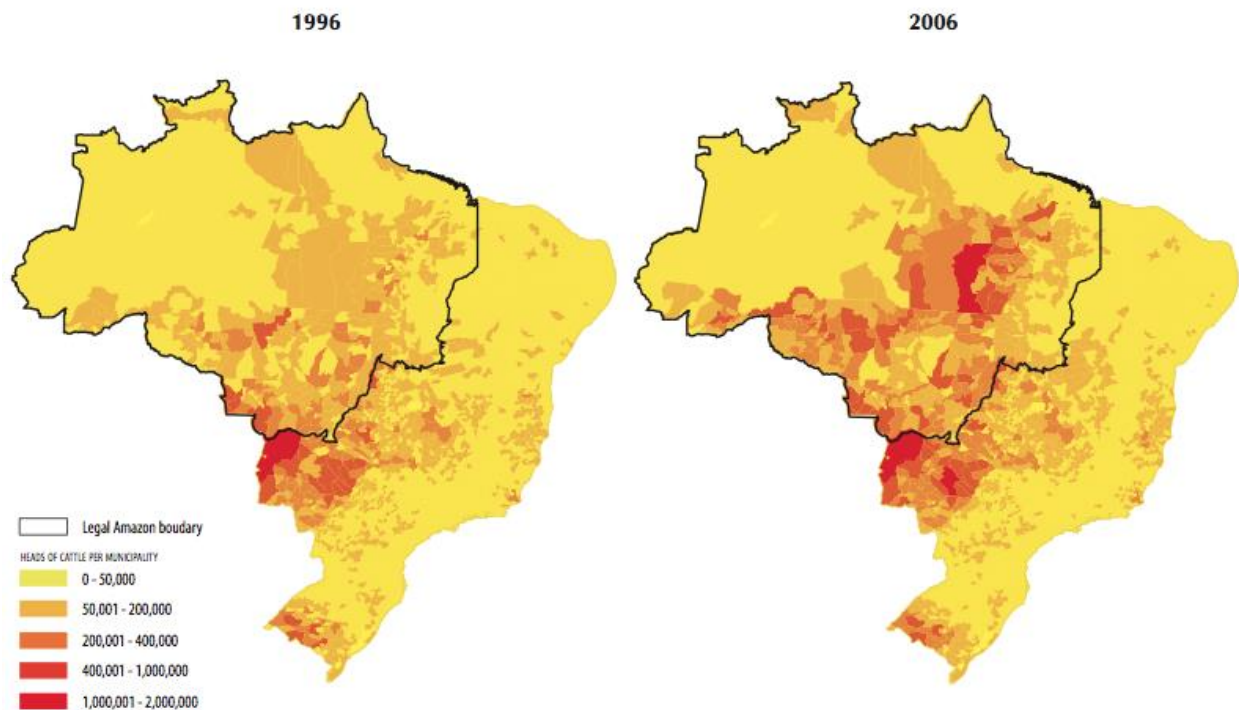 1996
2006
Legal Amazon boudary
HEADS OF CATTLE PER MUNICIPALITY
0 - 50,000
50,001 - 200,000
200,001 - 400,000
400,001 - 1,000,000
1,000,001 - 2,000,000